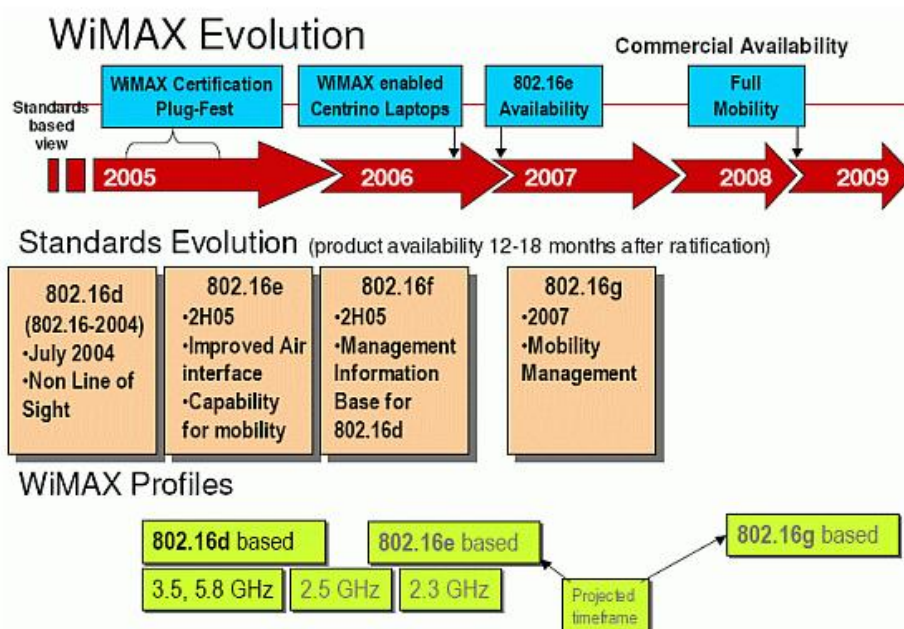 WiMAX Evolution
Commercial Availability
Standards
based
view
WiMAX Certification
Plug-Fest
WiMAX enabled
Centrino Laptops
802.16e
Availability
Full
Mobility
2005
2006
2007
2008
2009
Standards Evolution (product availability 12-18 months after ratification)
802.16d
(802.16-2004)
•July 2004
•Non Line of
Sight
802.16e
•2H05
•Improved Air
interface
•Capability
for mobility
802.16f
•2H05
•Management
Information
Base for
802.16d
802.16g
•2007
•Mobility
Management
WiMAX Profiles
802.16d based
802.16e based
802.16g based
3.5, 5.8 GHz
2.5 GHz
2.3 GHz
Projected
timeframe